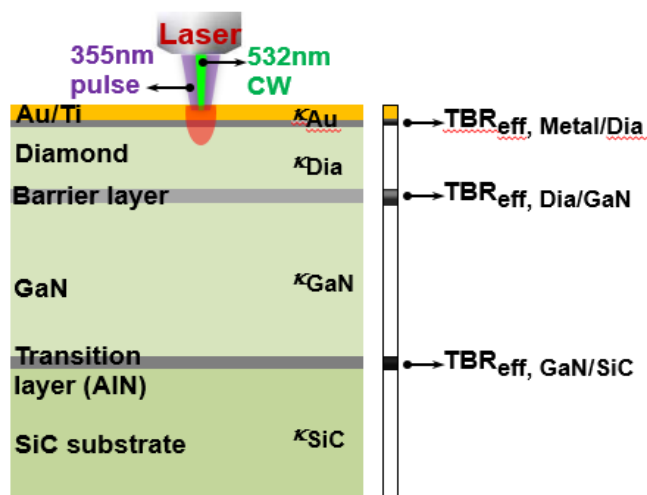 Laser
355nm
pulse
532nm
CW
Au/Ti
κAu
TBReff, Metal/Dia
Diamond
κDia
Barrier layer
TBReff, Dia/GaN
GaN
κGaN
Transition
layer (AlN)
TBReff, GaN/SiC
SiC substrate
κSiC